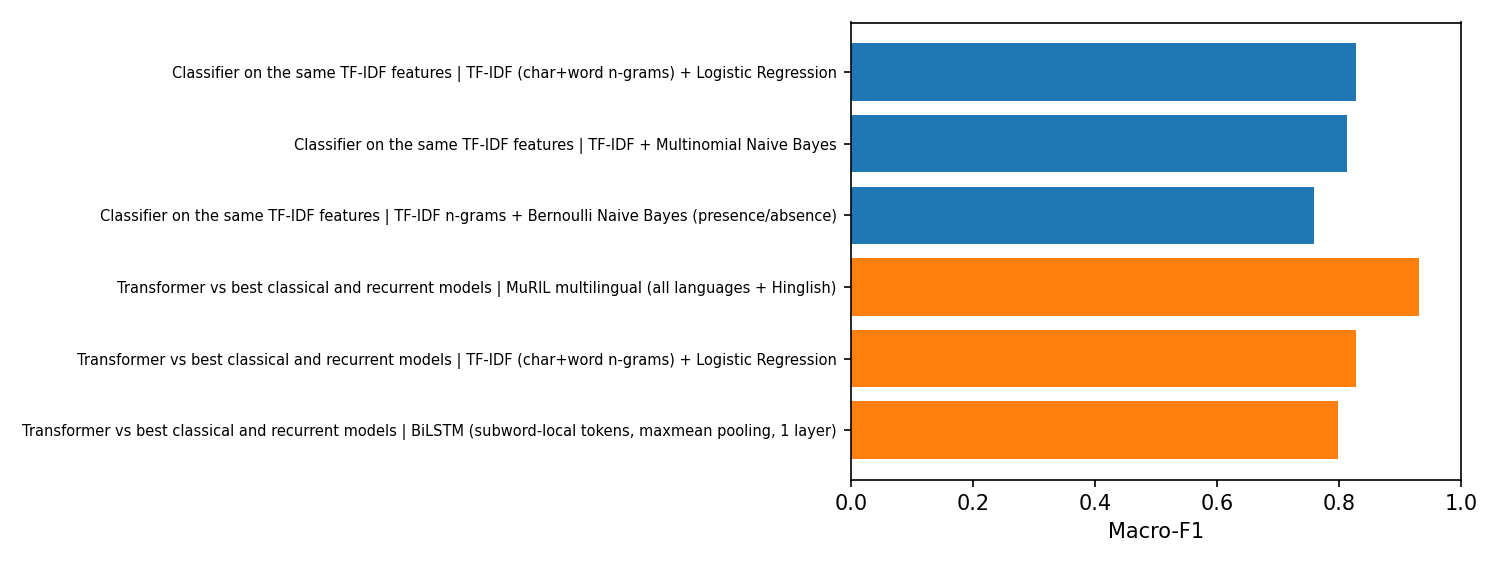 Classifier on the same TF-IDF features | TF-IDF (char+word n-grams) + Logistic Regression
Classifier on the same TF-IDF features | TF-IDF + Multinomial Naive Bayes
Classifier on the same TF-IDF features | TF-IDF n-grams + Bernoulli Naive Bayes (presence/absence)
Transformer vs best classical and recurrent models | MuRIL multilingual (all languages + Hinglish)
Transformer vs best classical and recurrent models | TF-IDF (char+word n-grams) + Logistic Regression
Transformer vs best classical and recurrent models | BiLSTM (subword-local tokens, maxmean pooling, 1 layer)
0.0 0.2 0.4 0.6 0.8 1.0
Macro-F1